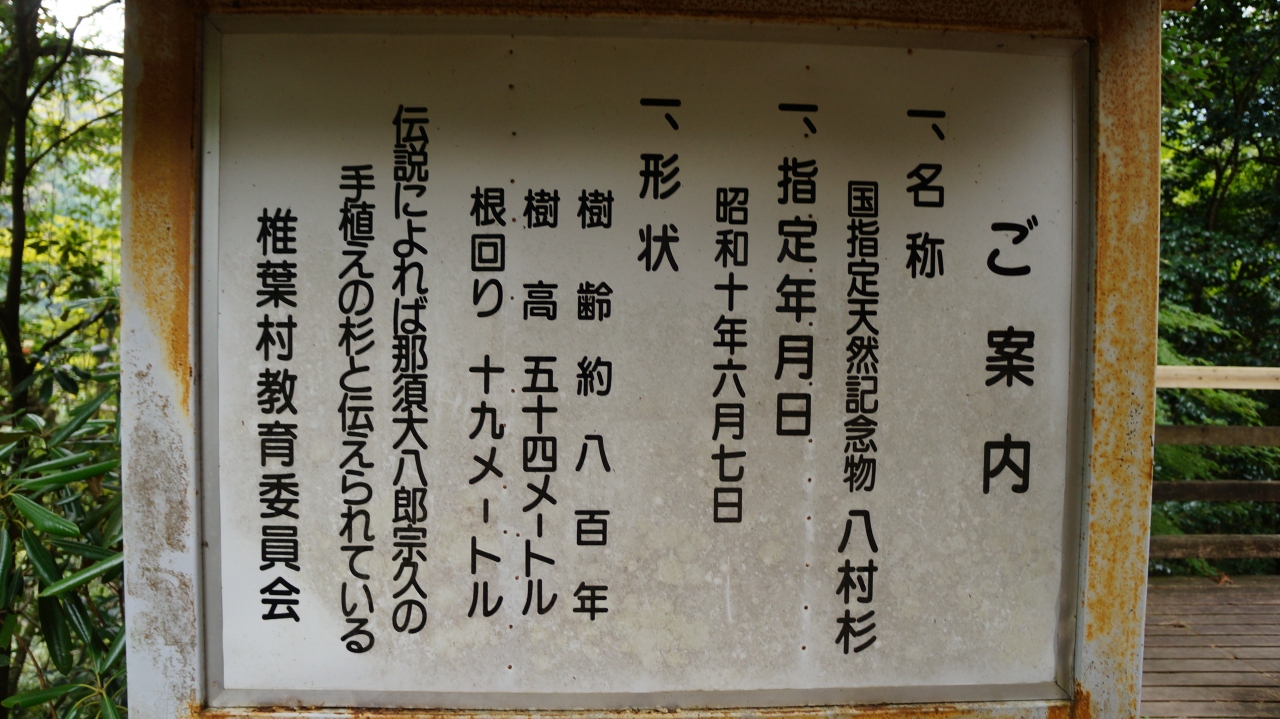 ご案内
一、名称
国指定天然記念物 八村杉
一、指定年月日
昭和十年六月七日
一、形状
樹齢 約八百年
樹高 五十四メートル
根回り 十九メートル
伝説によれば那須大八郎宗久の
手植えの杉と伝えられている
椎葉村教育委員会